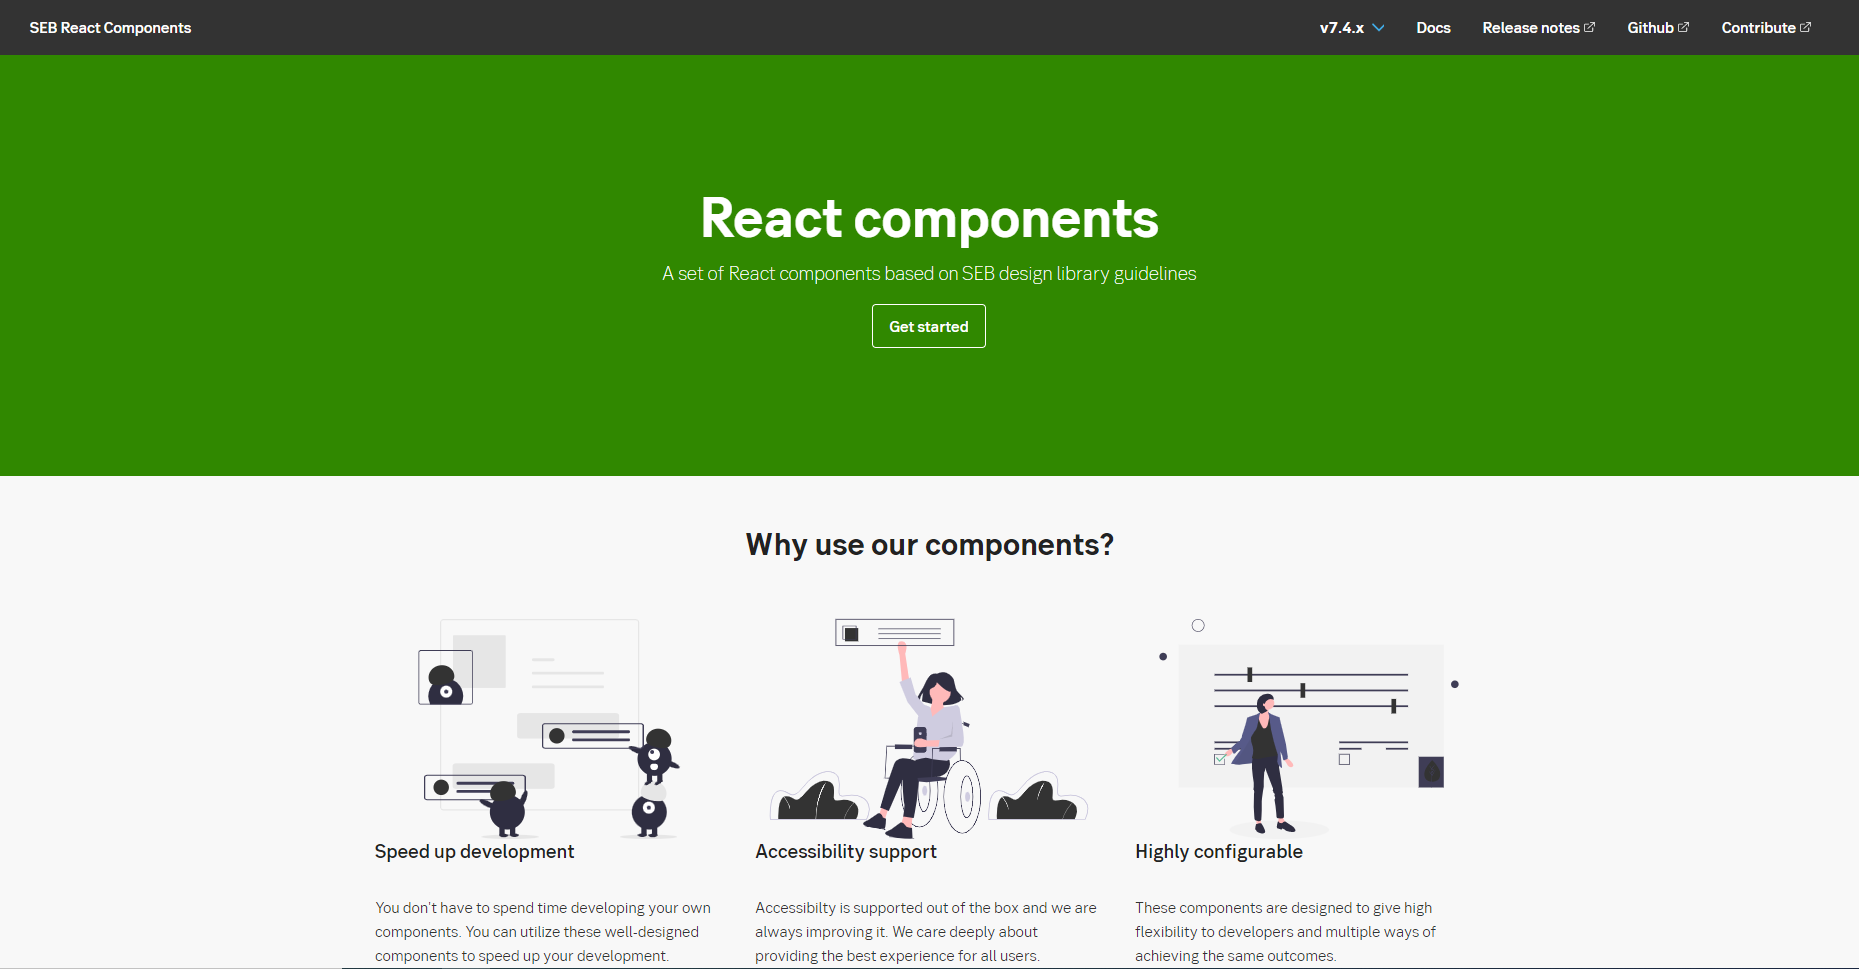 SEB React Components
v7.4.x Docs Release notes Github Contribute
React components
A set of React components based on SEB design library guidelines
Get started
Why use our components?
Speed up development
You don't have to spend time developing your own
components. You can utilize these well-designed
components to speed up your development.
Accessibility support
Accessibilty is supported out of the box and we are
always improving it. We care deeply about
providing the best experience for all users.
Highly configurable
These components are designed to give high
flexibility to developers and multiple ways of
achieving the same outcomes.